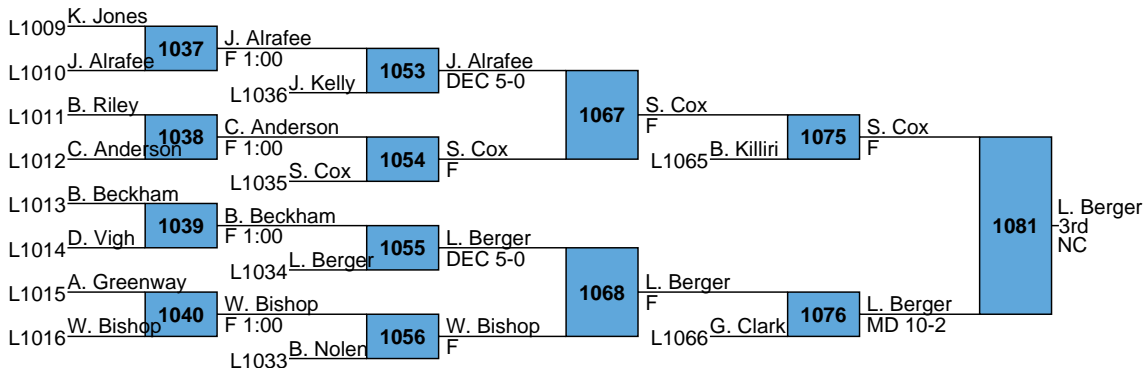 K. Jones
L1009
1037
J. Alrafee
L1010
J. Alrafee
F 1:00
1053
J. Kelly
L1036
J. Alrafee
DEC 5-0
B. Riley
L1011
1038
C. Anderson
L1012
C. Anderson
F 1:00
1054
S. Cox
L1035
S. Cox
F
1067
S. Cox
F
1075
B. Killiri
L1065
S. Cox
F
B. Beckham
L1013
1039
D. Vigh
L1014
B. Beckham
F 1:00
1055
L. Berger
L1034
L. Berger
DEC 5-0
A. Greenway
L1015
1040
W. Bishop
L1016
W. Bishop
F 1:00
1056
B. Nolen
L1033
W. Bishop
F
1068
L. Berger
F
1076
G. Clark
L1066
L. Berger
MD 10-2
1081
L. Berger
3rd
NC